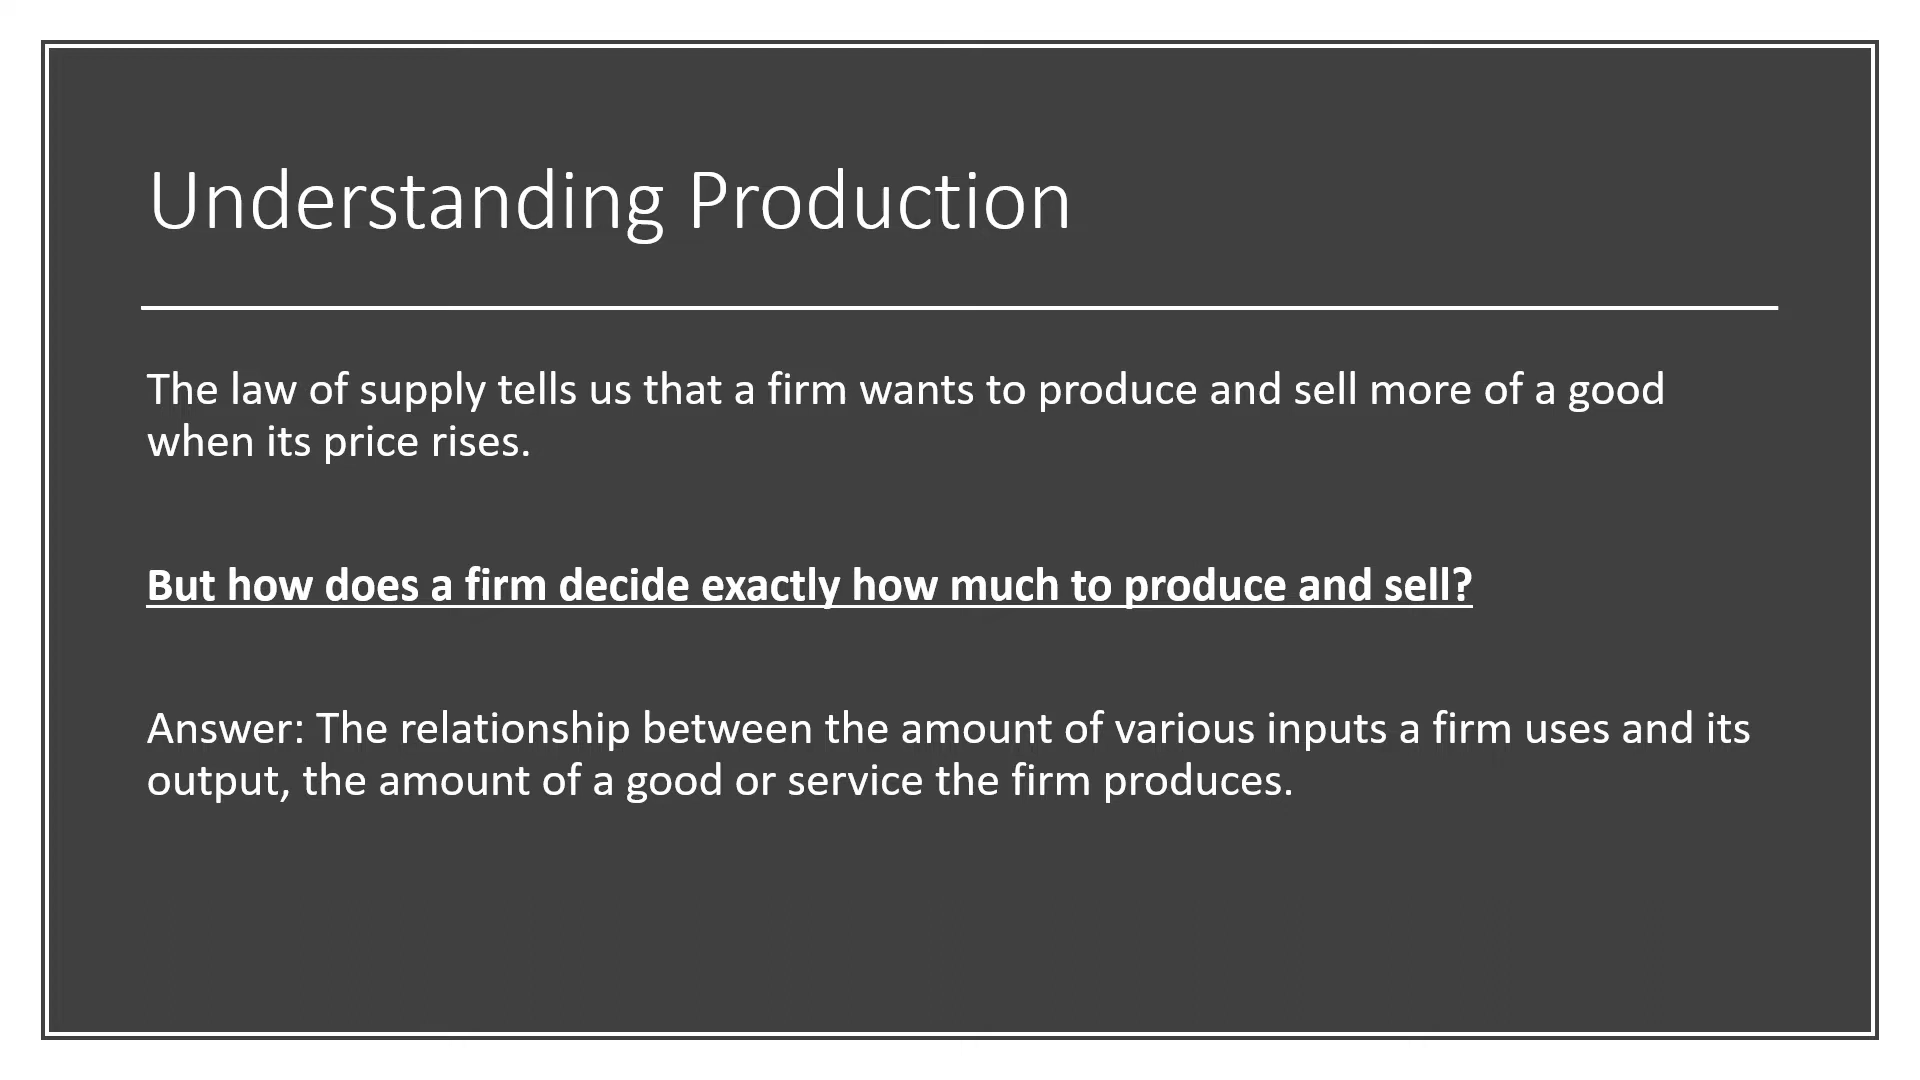 Understanding Production
The law of supply tells us that a firm wants to produce and sell more of a good
when its price rises.
But how does a firm decide exactly how much to produce and sell?
Answer: The relationship between the amount of various inputs a firm uses and its
output, the amount of a good or service the firm produces.